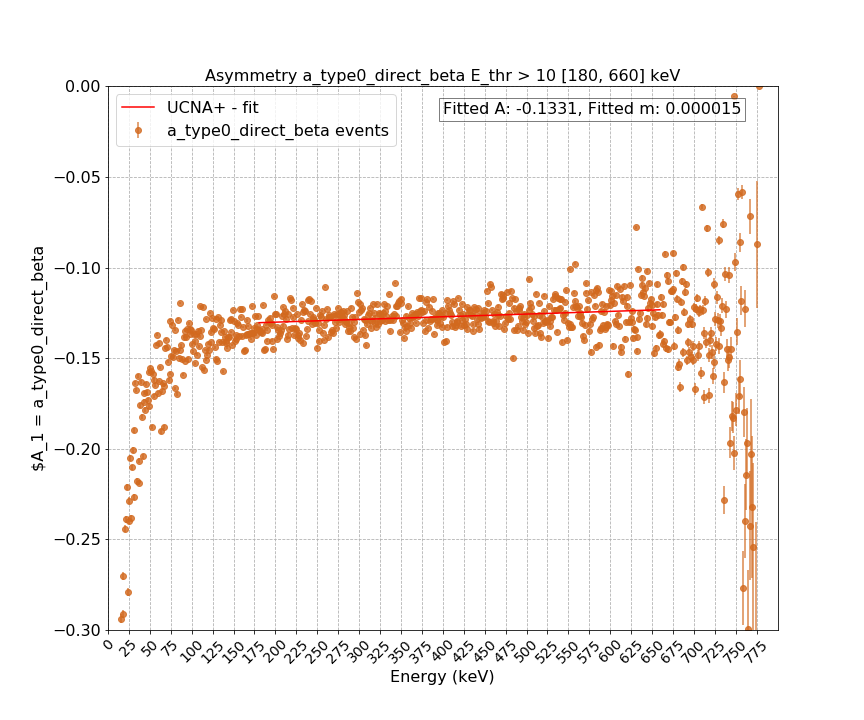 Asymmetry a_type0_direct_beta E_thr > 10 [180, 660] keV
0.00
−0.05
−0.10
−0.15
−0.20
−0.25
−0.30
$A_1 = a_type0_direct_beta
UCNA+ - fit
a_type0_direct_beta events
Fitted A: -0.1331, Fitted m: 0.000015
0 25 50 75 100 125 150 175 200 225 250 275 300 325 350 375 400 425 450 475 500 525 550 575 600 625 650 675 700 725 750 775
Energy (keV)